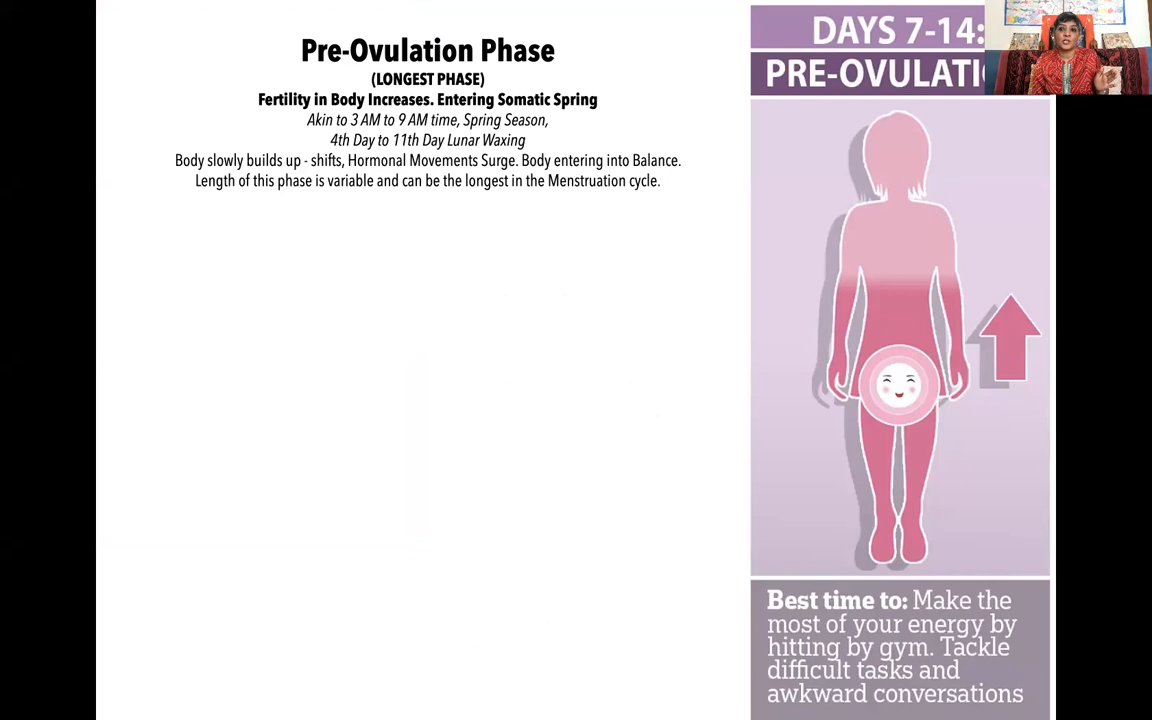 Pre-Ovulation Phase
(LONGEST PHASE)
Fertility in Body Increases. Entering Somatic Spring
Akin to 3 AM to 9 AM time, Spring Season,
4th Day to 11th Day Lunar Waxing
Body slowly builds up - shifts, Hormonal Movements Surge. Body entering into Balance.
Length of this phase is variable and can be the longest in the Menstruation cycle.
DAYS 7-14:
PRE-OVULATI
Best time to: Make the
most of your energy by
hitting by gym. Tackle
difficult tasks and
awkward conversations